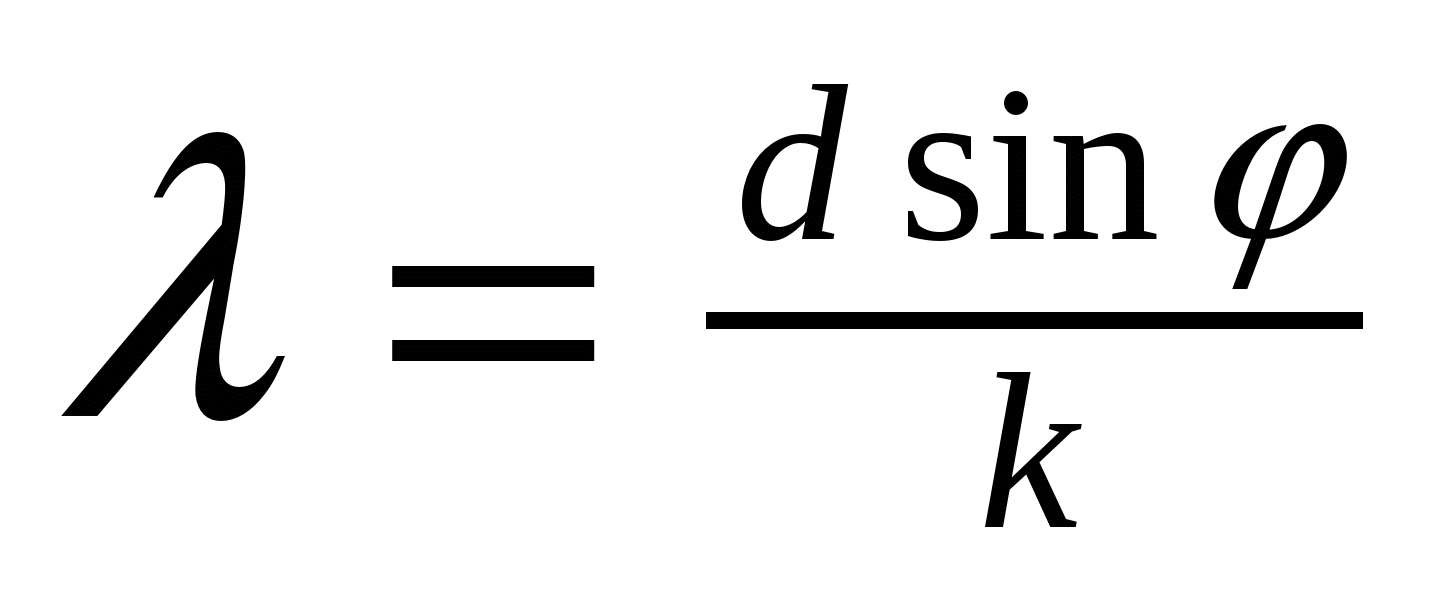 λ = d sin φ / k